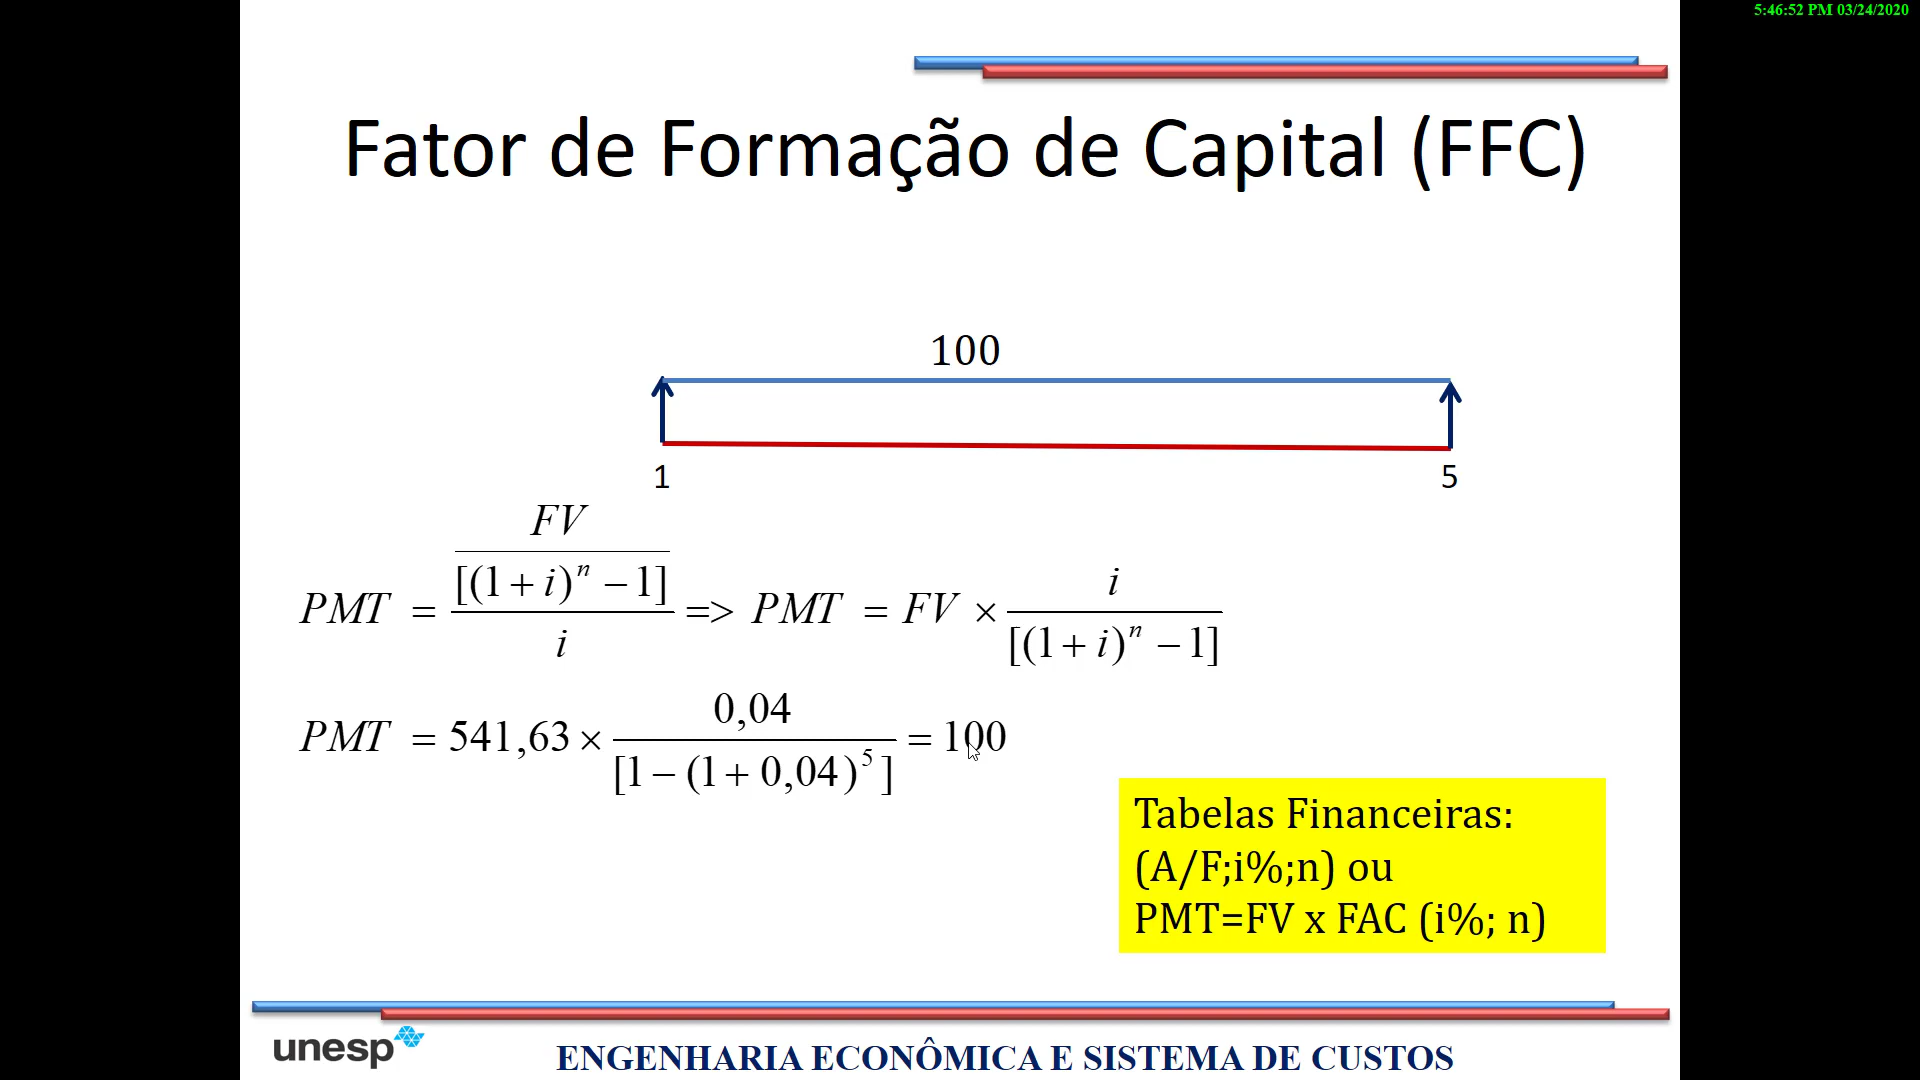 5:46:52 PM 03/24/2020
Fator de Formação de Capital (FFC)
100
1 5
PMT = FV / [(1 + i)^n − 1] / i => PMT = FV × i / [(1 + i)^n − 1]
PMT = 541,63 × 0,04 / [1 − (1 + 0,04)^5] = 100
Tabelas Financeiras:
(A/F;i%;n) ou
PMT=FV x FAC (i%; n)
unesp
ENGENHARIA ECONÔMICA E SISTEMA DE CUSTOS